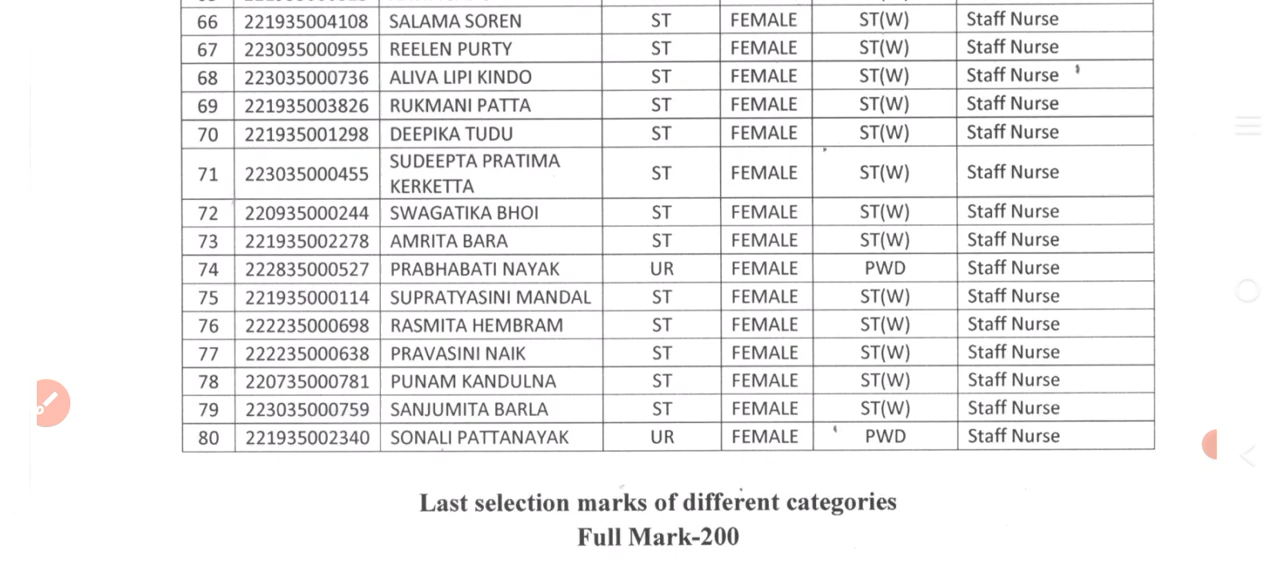 66 221935004108 SALAMA SOREN ST FEMALE ST(W) Staff Nurse
67 223035000955 REELEN PURTY ST FEMALE ST(W) Staff Nurse
68 223035000736 ALIVA LIPI KINDO ST FEMALE ST(W) Staff Nurse
69 221935003826 RUKMANI PATTA ST FEMALE ST(W) Staff Nurse
70 221935001298 DEEPIKA TUDU ST FEMALE ST(W) Staff Nurse
71 223035000455 SUDEEPTA PRATIMA KERKETTA ST FEMALE ST(W) Staff Nurse
72 220935000244 SWAGATIKA BHOI ST FEMALE ST(W) Staff Nurse
73 221935002278 AMRITA BARA ST FEMALE ST(W) Staff Nurse
74 222835000527 PRABHABATI NAYAK UR FEMALE PWD Staff Nurse
75 221935000114 SUPRATYASINI MANDAL ST FEMALE ST(W) Staff Nurse
76 222235000698 RASMITA HEMBRAM ST FEMALE ST(W) Staff Nurse
77 222235000638 PRAVASINI NAIK ST FEMALE ST(W) Staff Nurse
78 220735000781 PUNAM KANDULNA ST FEMALE ST(W) Staff Nurse
79 223035000759 SANJUMITA BARLA ST FEMALE ST(W) Staff Nurse
80 221935002340 SONALI PATTANAYAK UR FEMALE PWD Staff Nurse
Last selection marks of different categories
Full Mark-200